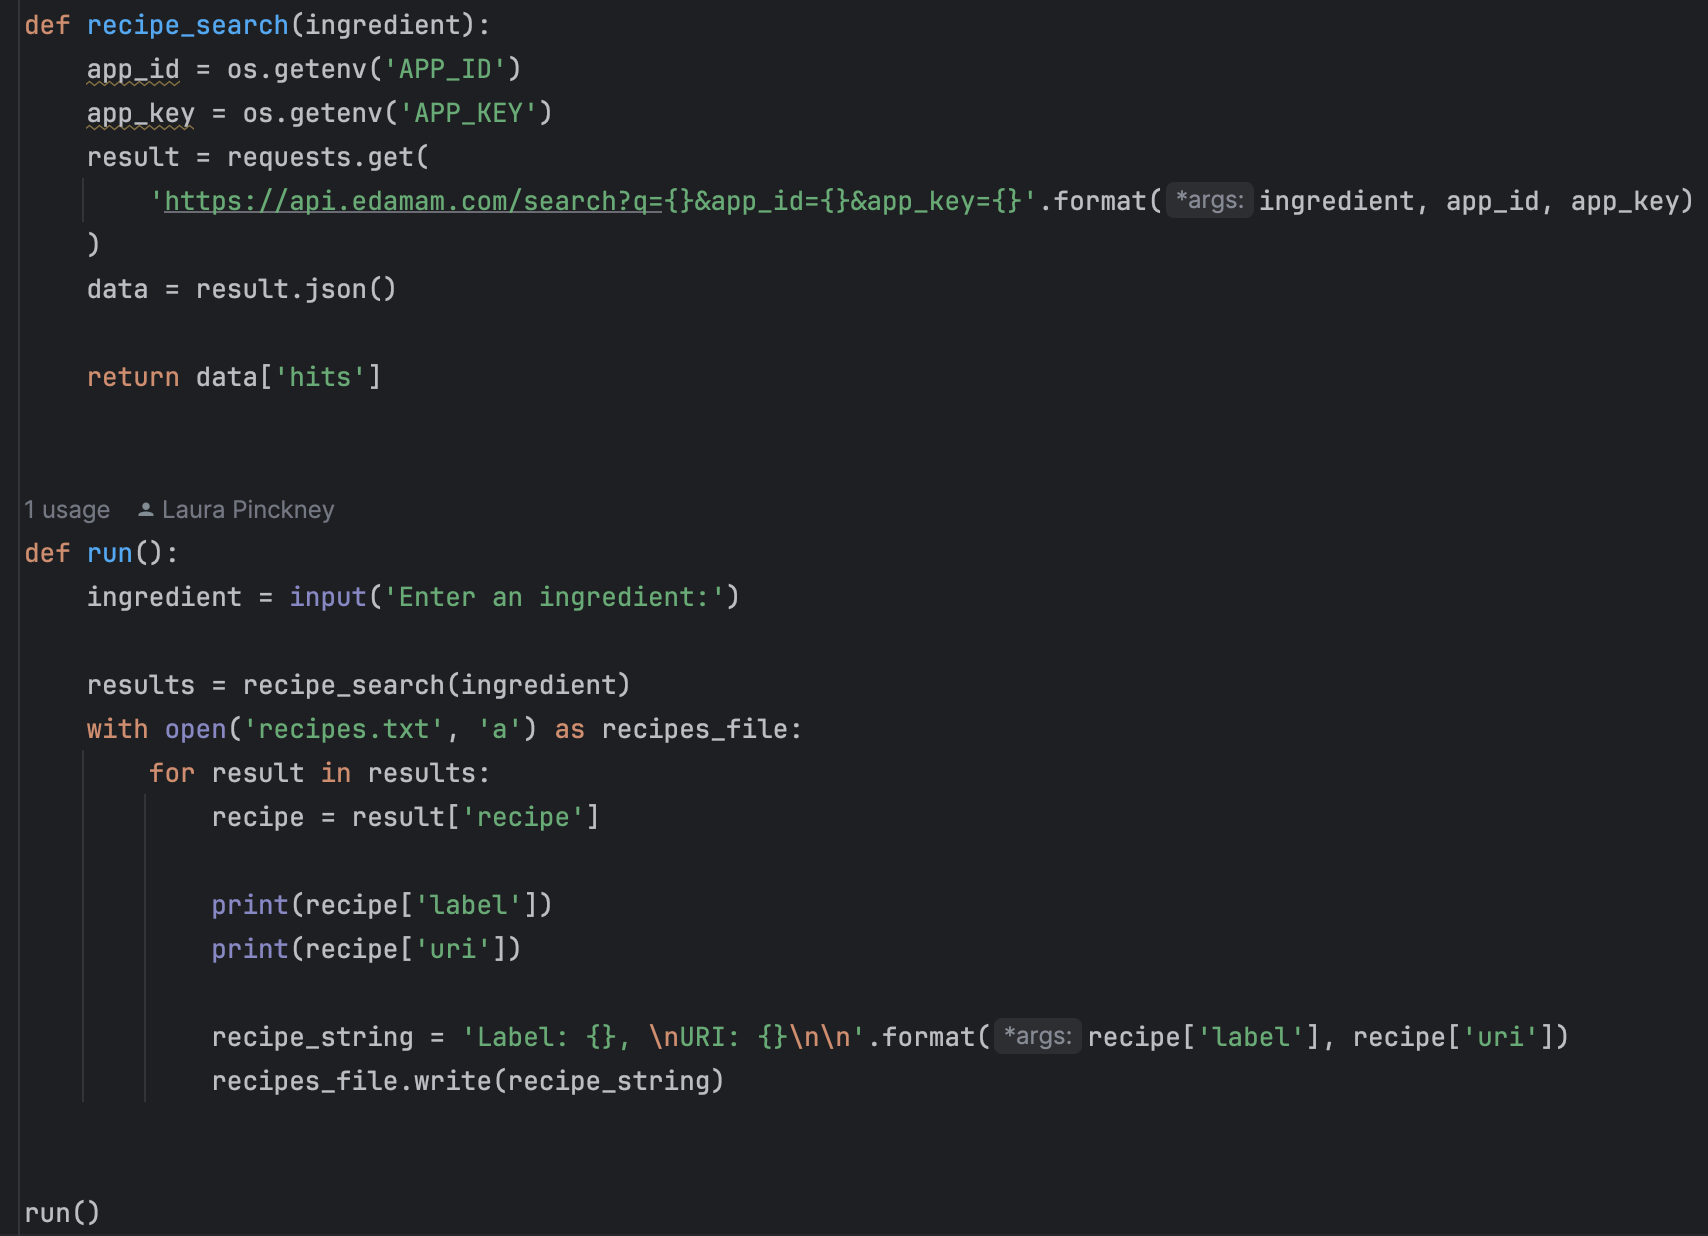 def recipe_search(ingredient):
    app_id = os.getenv('APP_ID')
    app_key = os.getenv('APP_KEY')
    result = requests.get(
        'https://api.edamam.com/search?q={}&app_id={}&app_key={}'.format( *args: ingredient, app_id, app_key)
    )
    data = result.json()

    return data['hits']

1 usage Laura Pinckney
def run():
    ingredient = input('Enter an ingredient:')

    results = recipe_search(ingredient)
    with open('recipes.txt', 'a') as recipes_file:
        for result in results:
            recipe = result['recipe']

            print(recipe['label'])
            print(recipe['uri'])

            recipe_string = 'Label: {}, \nURI: {}\n\n'.format( *args: recipe['label'], recipe['uri'])
            recipes_file.write(recipe_string)

run()